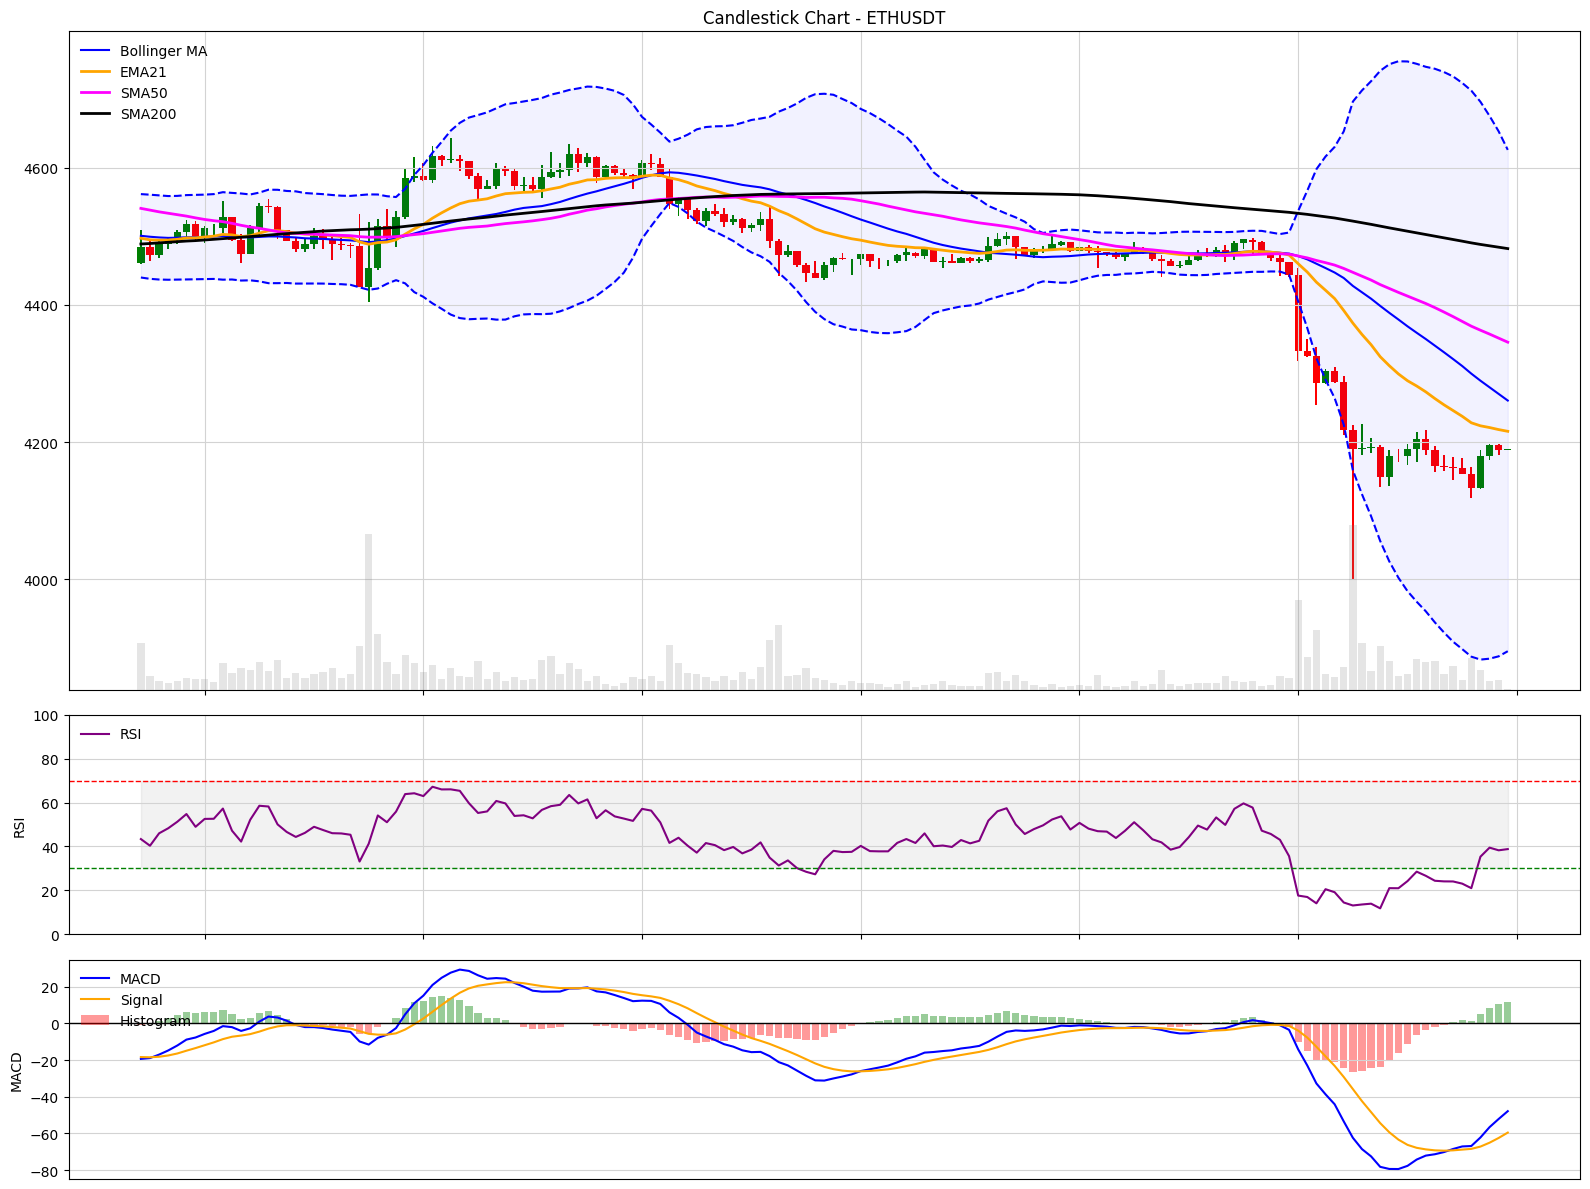 Candlestick Chart - ETHUSDT
Bollinger MA
EMA21
SMA50
SMA200
4600
4400
4200
4000
100
80
60
40
20
0
RSI
RSI
20
0
−20
−40
−60
−80
MACD
MACD
Signal
Histogram